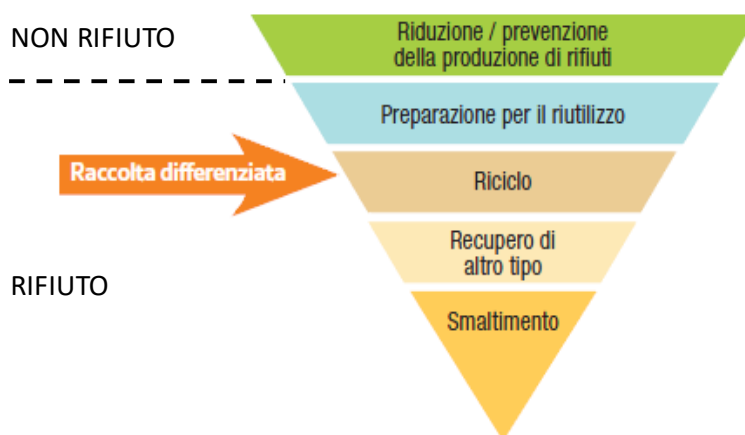 NON RIFIUTO
Riduzione / prevenzione
della produzione di rifiuti
Preparazione per il riutilizzo
Raccolta differenziata
Riciclo
Recupero di
altro tipo
RIFIUTO
Smaltimento